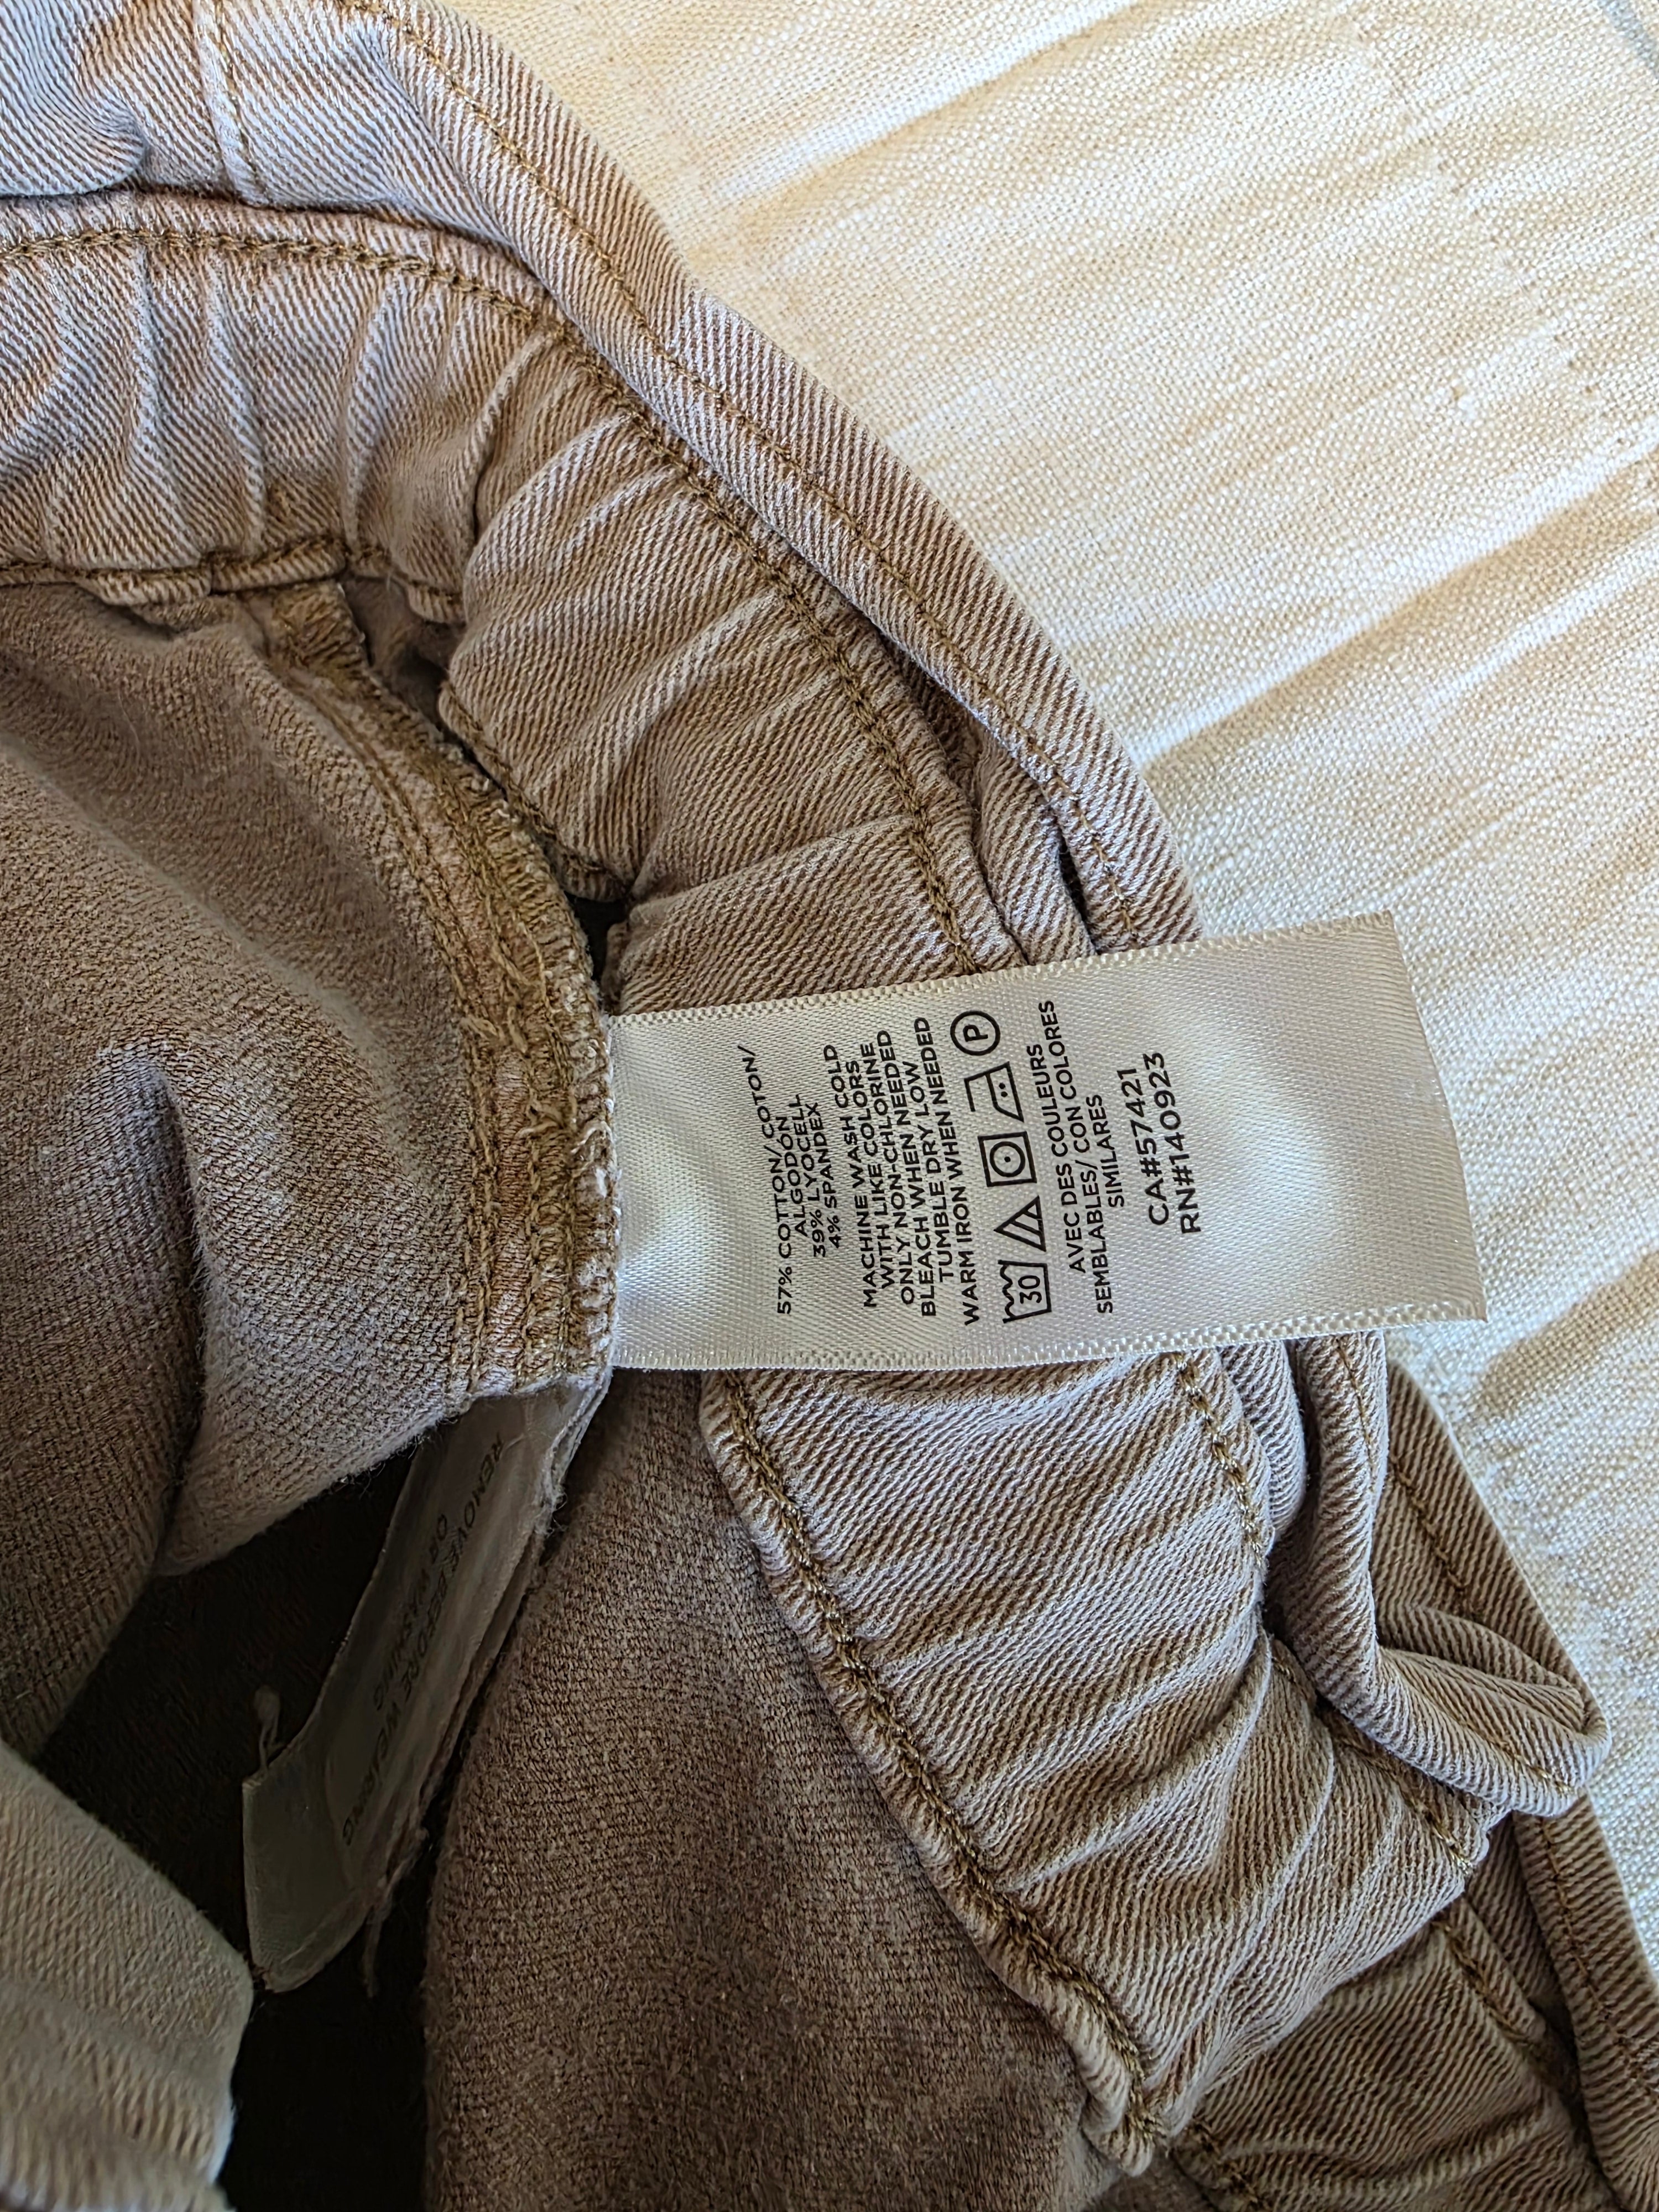 57% COTTON/COTON/
ALGODÓN
39% LYOCELL
4% SPANDEX
MACHINE WASH COLD
WITH LIKE COLORS
ONLY NON-CHLORINE
BLEACH WHEN NEEDED
TUMBLE DRY LOW
WARM IRON WHEN NEEDED
30 P
AVEC DES COULEURS
SEMBLABLES/ CON COLORES
SIMILARES
CA#57421
RN#140923
REMOVE BEFORE WEARING
OR WASHING